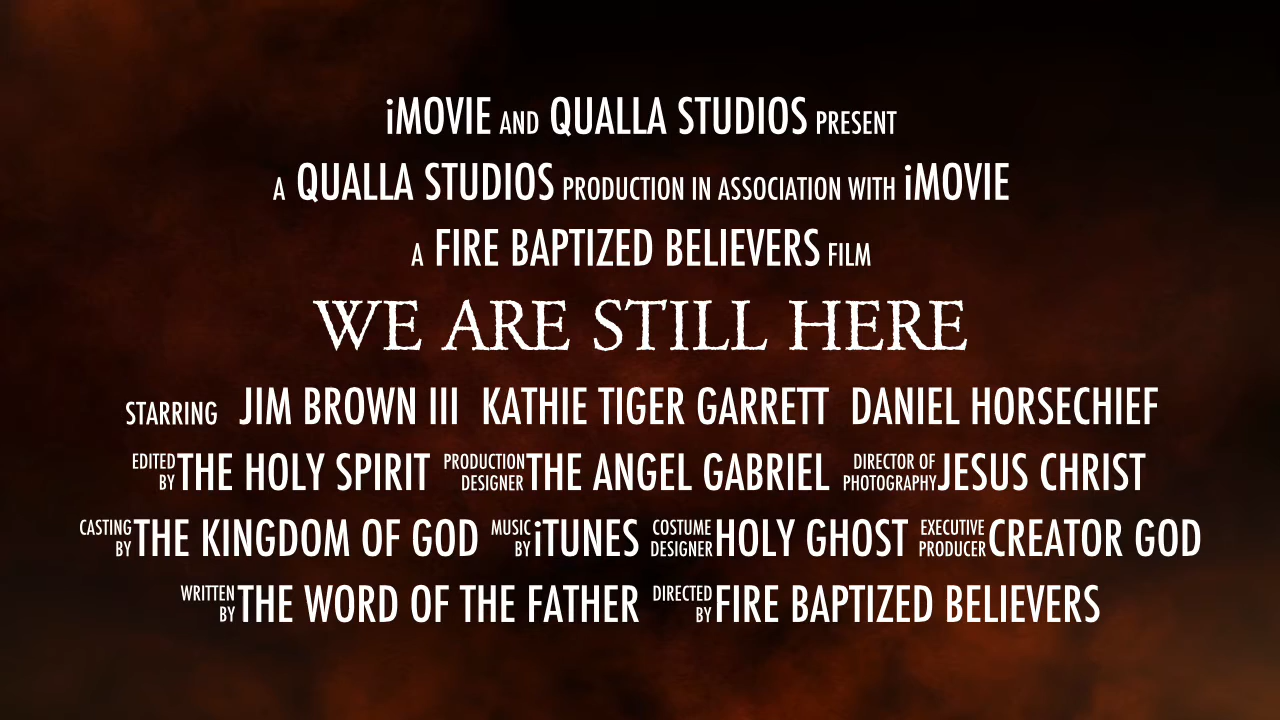 iMOVIE AND QUALLA STUDIOS PRESENT
A QUALLA STUDIOS PRODUCTION IN ASSOCIATION WITH iMOVIE
A FIRE BAPTIZED BELIEVERS FILM
WE ARE STILL HERE
STARRING JIM BROWN III KATHIE TIGER GARRETT DANIEL HORSECHIEF
EDITED BY THE HOLY SPIRIT PRODUCTION DESIGNER THE ANGEL GABRIEL DIRECTOR OF PHOTOGRAPHY JESUS CHRIST
CASTING BY THE KINGDOM OF GOD MUSIC BY iTUNES COSTUME DESIGNER HOLY GHOST EXECUTIVE PRODUCER CREATOR GOD
WRITTEN BY THE WORD OF THE FATHER DIRECTED BY FIRE BAPTIZED BELIEVERS